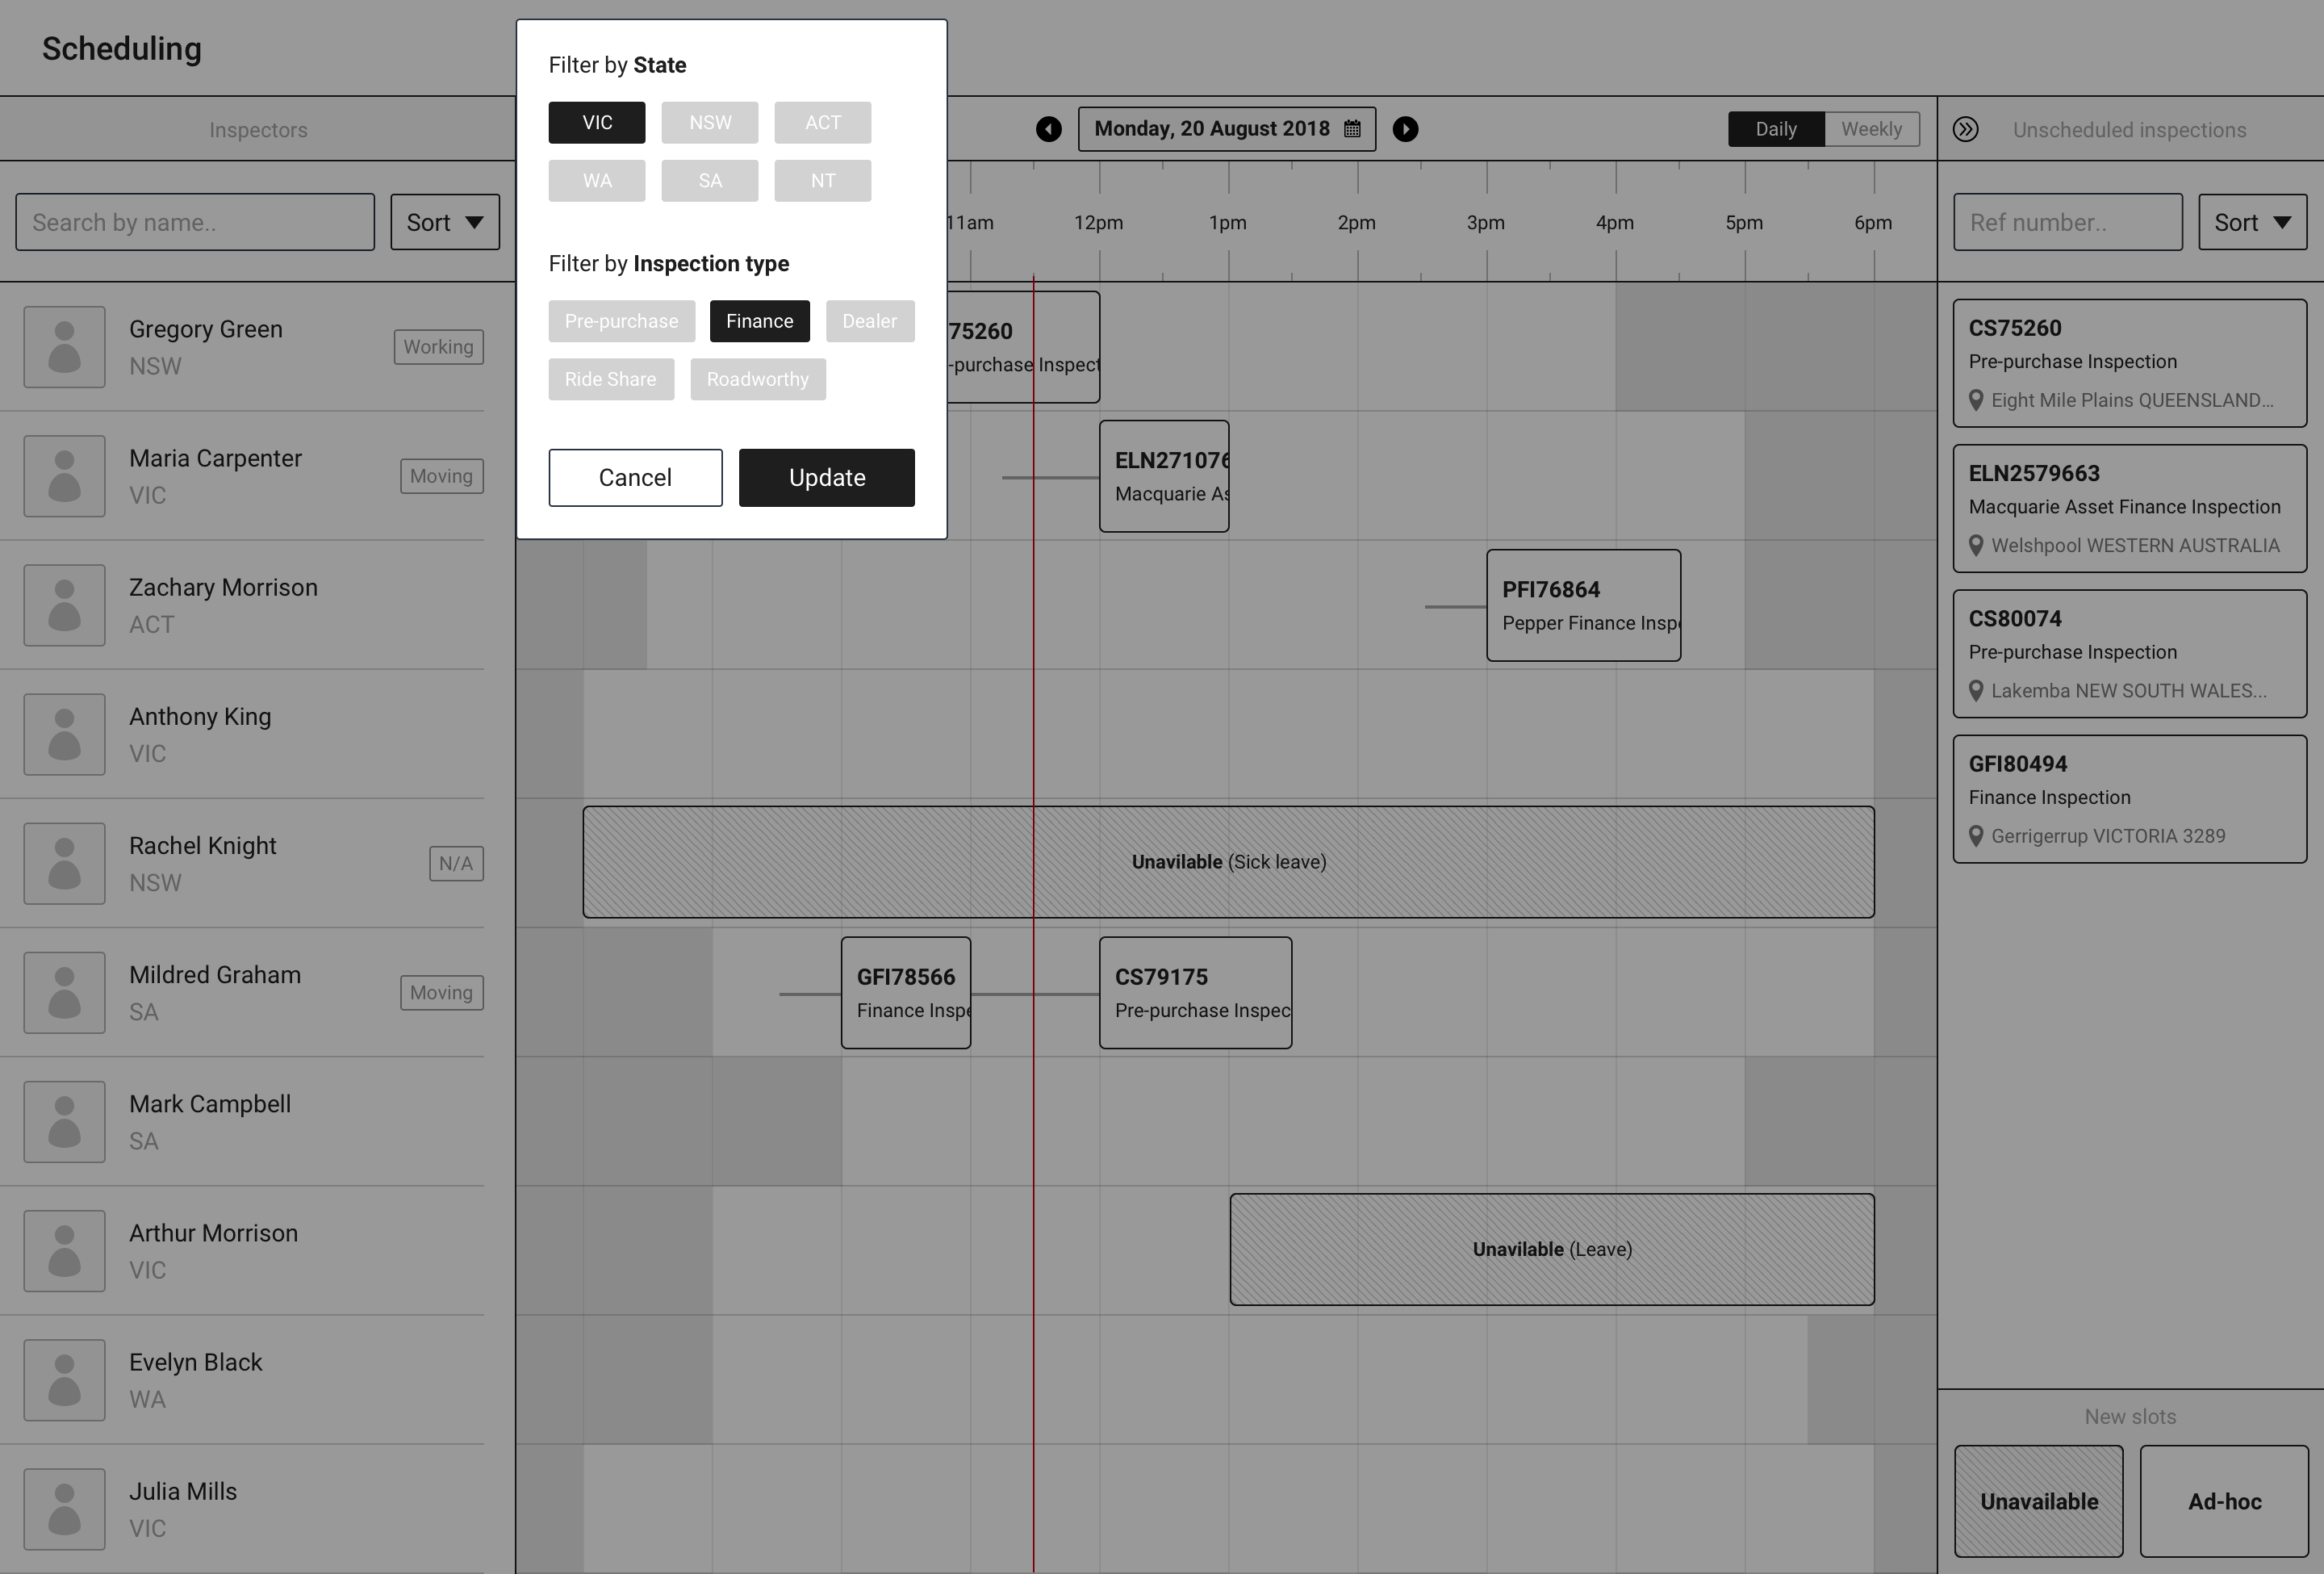 Scheduling
Filter by State
VIC NSW ACT
WA SA NT
Filter by Inspection type
Pre-purchase Finance Dealer
Ride Share Roadworthy
Cancel Update
Inspectors
Search by name..
Sort
Monday, 20 August 2018
Daily Weekly
11am 12pm 1pm 2pm 3pm 4pm 5pm 6pm
Unscheduled inspections
Ref number..
Sort
Gregory Green
NSW
Working
75260
-purchase Inspect
Maria Carpenter
VIC
Moving
ELN271076
Macquarie As
Zachary Morrison
ACT
PFI76864
Pepper Finance Inspe
Anthony King
VIC
Rachel Knight
NSW
N/A
Unavilable (Sick leave)
Mildred Graham
SA
Moving
GFI78566
Finance Inspe
CS79175
Pre-purchase Inspec
Mark Campbell
SA
Arthur Morrison
VIC
Unavilable (Leave)
Evelyn Black
WA
Julia Mills
VIC
CS75260
Pre-purchase Inspection
Eight Mile Plains QUEENSLAND...
ELN2579663
Macquarie Asset Finance Inspection
Welshpool WESTERN AUSTRALIA
CS80074
Pre-purchase Inspection
Lakemba NEW SOUTH WALES...
GFI80494
Finance Inspection
Gerrigerrup VICTORIA 3289
New slots
Unavailable
Ad-hoc